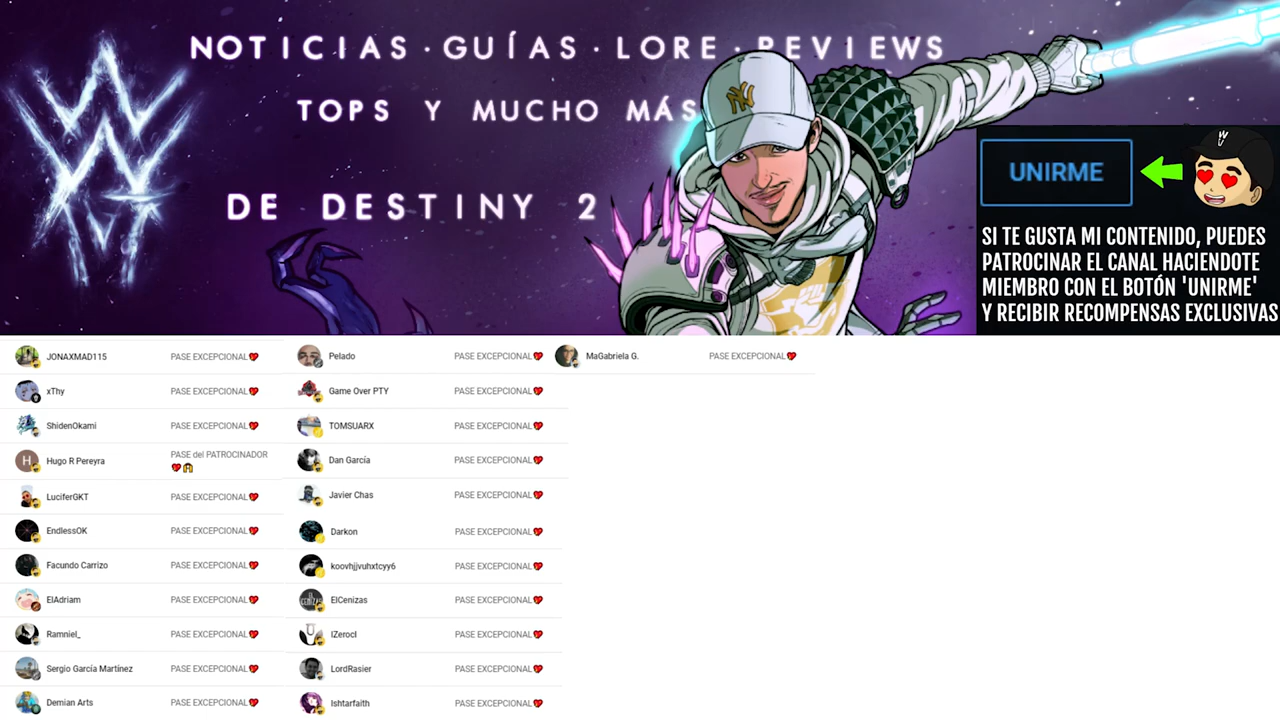 NOTICIAS · GUÍAS · LORE · REVIEWS
TOPS Y MUCHO MÁS
DE DESTINY 2
UNIRME
SI TE GUSTA MI CONTENIDO, PUEDES
PATROCINAR EL CANAL HACIENDOTE
MIEMBRO CON EL BOTÓN 'UNIRME'
Y RECIBIR RECOMPENSAS EXCLUSIVAS
JONAXMAD115 PASE EXCEPCIONAL
xThy PASE EXCEPCIONAL
ShidenOkami PASE EXCEPCIONAL
H Hugo R Pereyra PASE del PATROCINADOR
LuciferGKT PASE EXCEPCIONAL
EndlessOK PASE EXCEPCIONAL
Facundo Carrizo PASE EXCEPCIONAL
ElAdriam PASE EXCEPCIONAL
Ramniel_ PASE EXCEPCIONAL
Sergio García Martínez PASE EXCEPCIONAL
Demian Arts PASE EXCEPCIONAL
Pelado PASE EXCEPCIONAL
Game Over PTY PASE EXCEPCIONAL
TOMSUARX PASE EXCEPCIONAL
Dan García PASE EXCEPCIONAL
Javier Chas PASE EXCEPCIONAL
Darkon PASE EXCEPCIONAL
koovhjjvuhxtcyy6 PASE EXCEPCIONAL
ElCenizas PASE EXCEPCIONAL
IZerocI PASE EXCEPCIONAL
LordRasier PASE EXCEPCIONAL
Ishtarfaith PASE EXCEPCIONAL
MaGabriela G. PASE EXCEPCIONAL